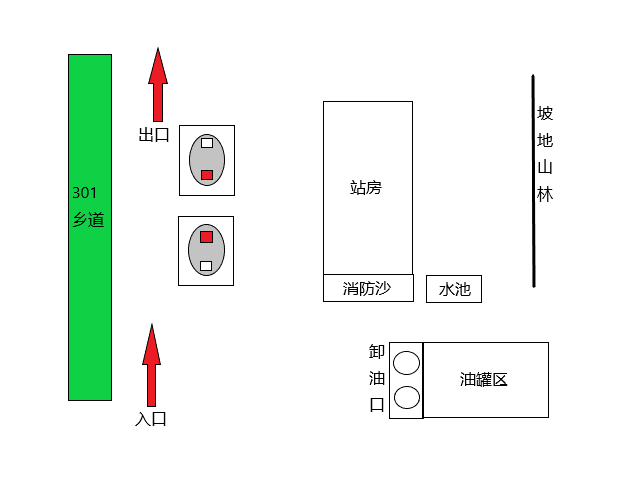 出口
301
乡道
入口
站房
消防沙
水池
坡
地
山
林
卸
油
口
油罐区